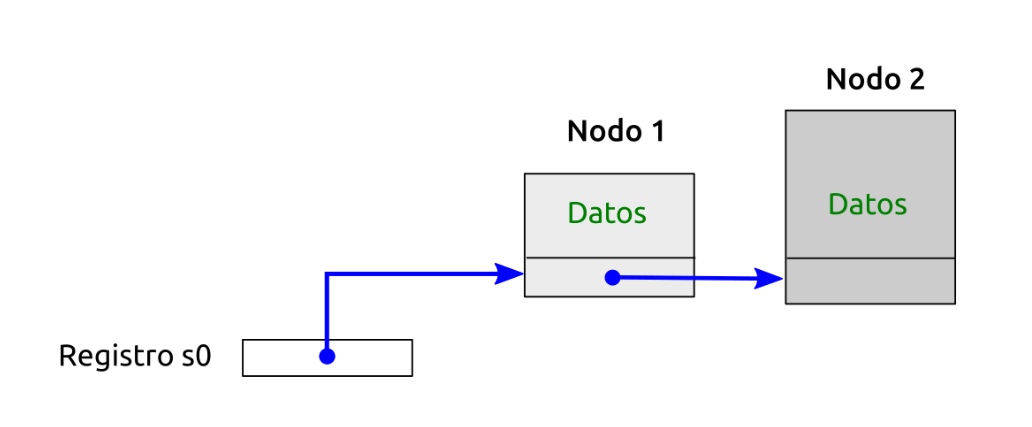 Nodo 2
Nodo 1
Datos
Datos
Registro s0